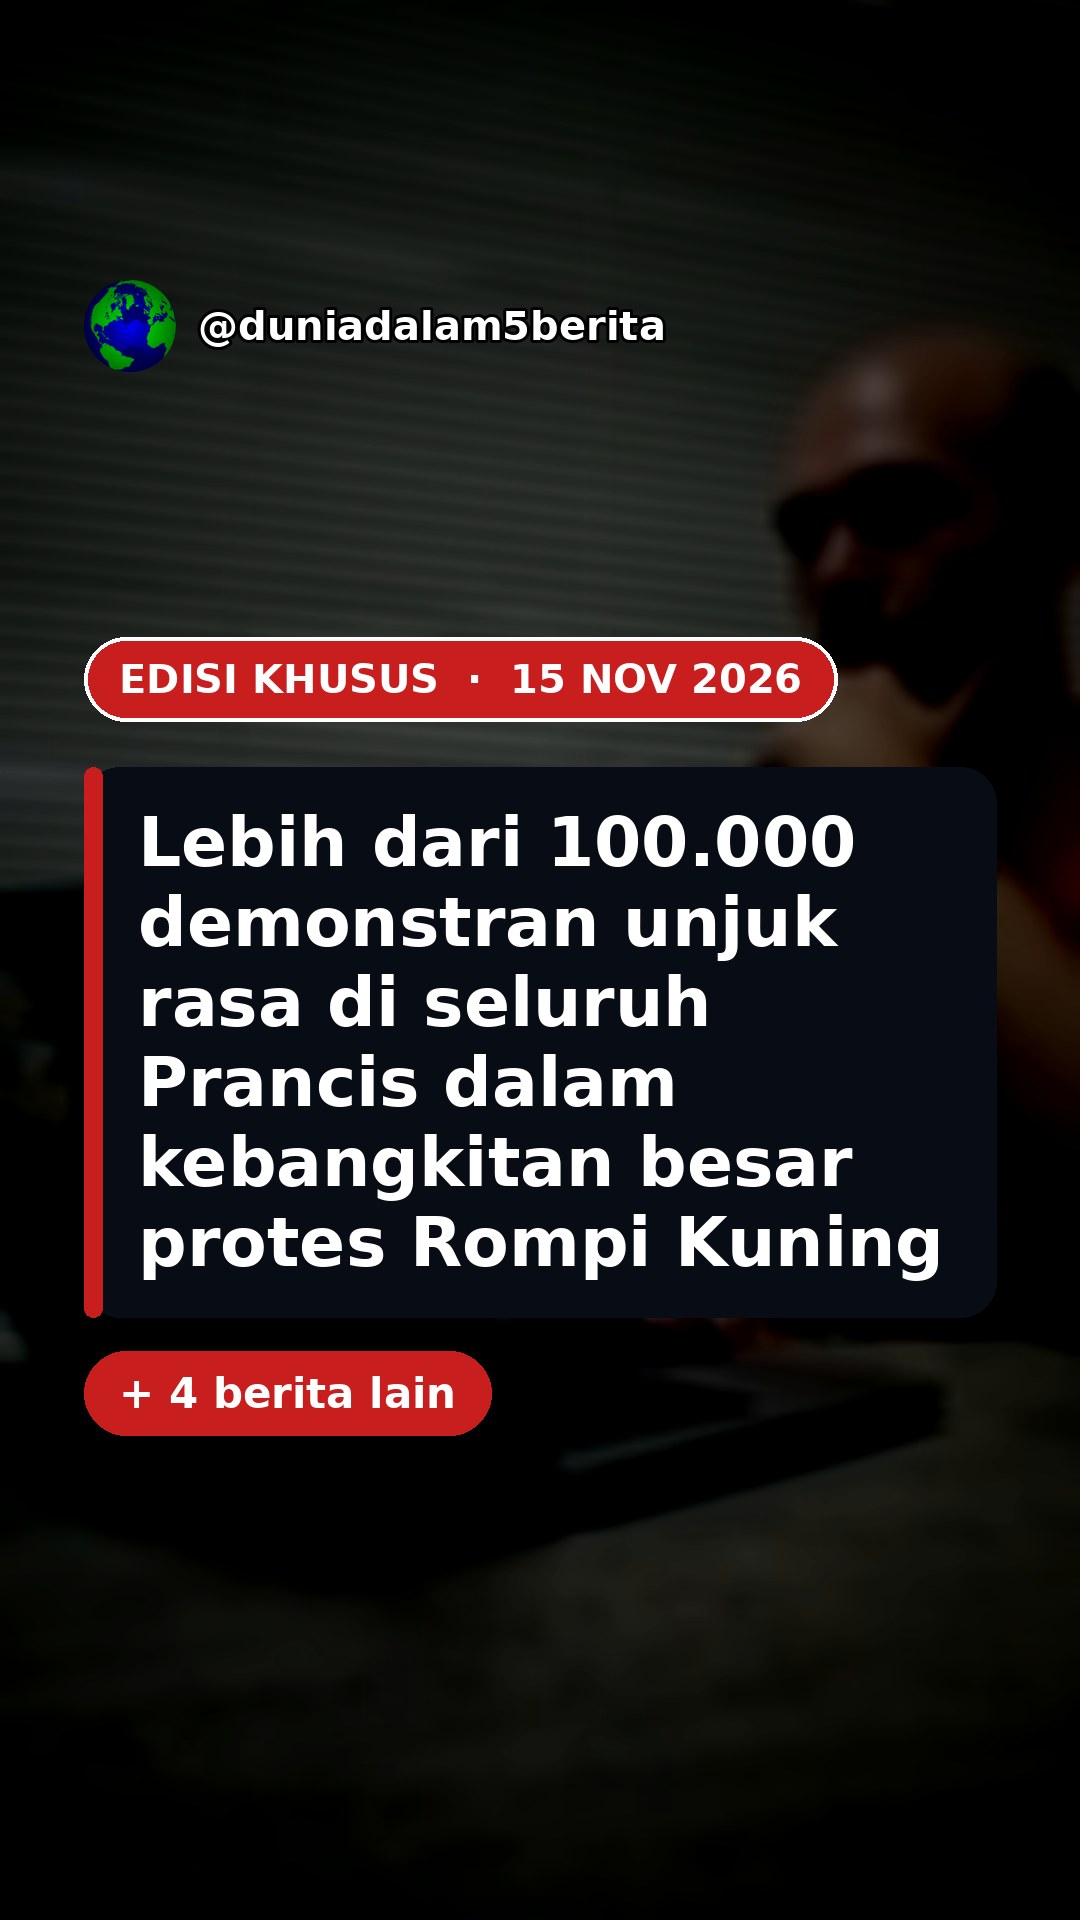 @duniadalam5berita
EDISI KHUSUS · 15 NOV 2026
Lebih dari 100.000
demonstran unjuk
rasa di seluruh
Prancis dalam
kebangkitan besar
protes Rompi Kuning
+ 4 berita lain